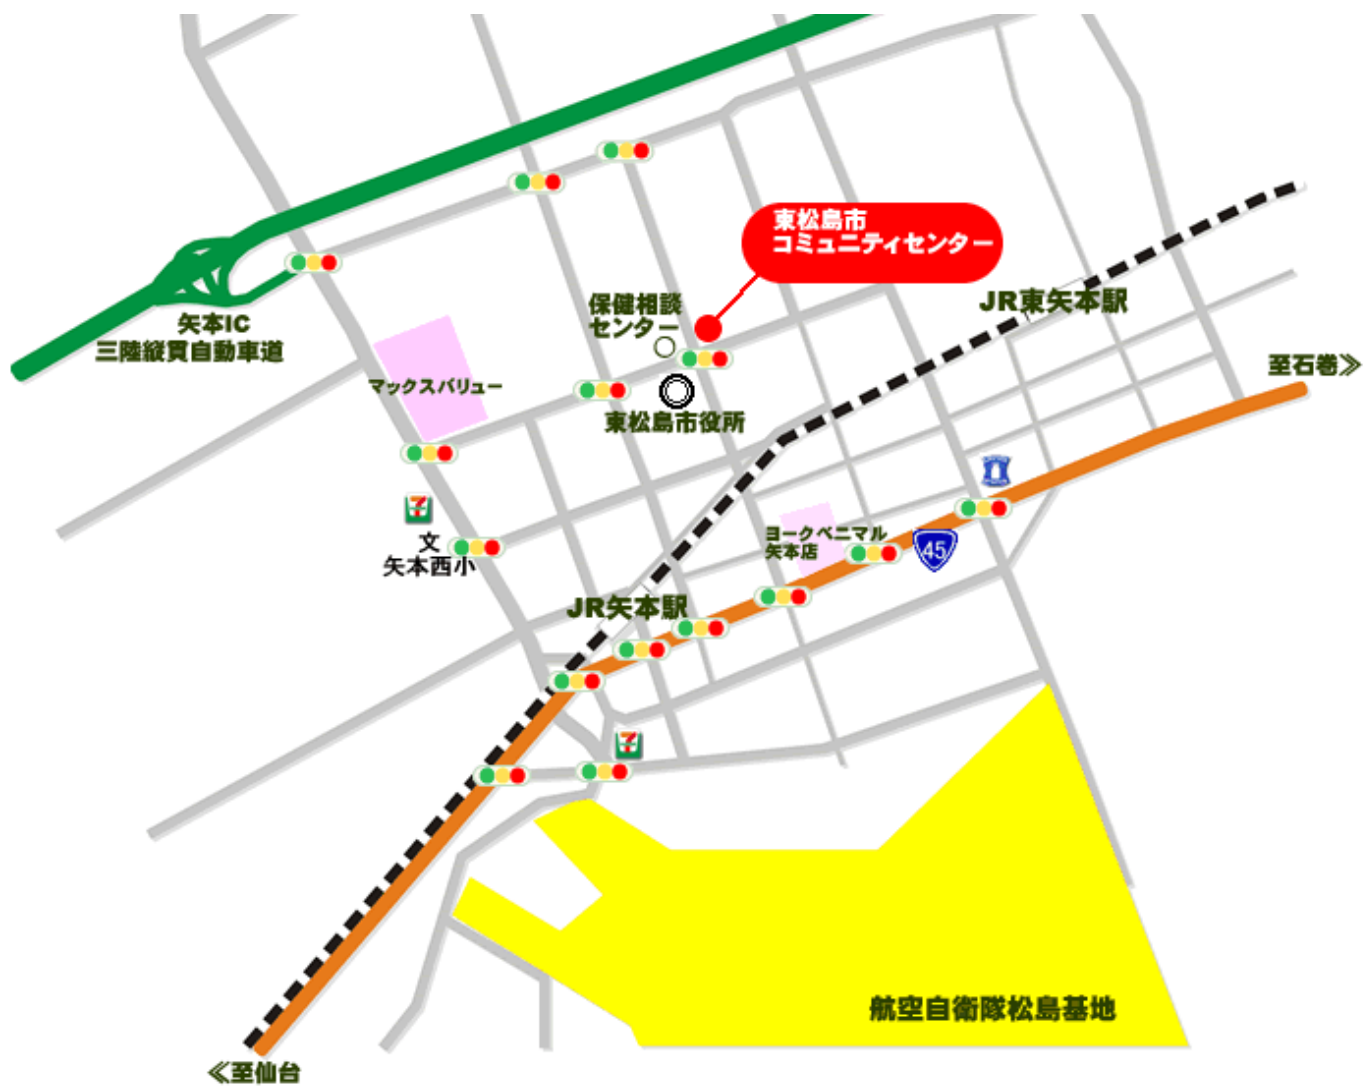 東松島市
コミュニティセンター
保健相談
センター
JR東矢本駅
矢本IC
三陸縦貫自動車道
至石巻≫
マックスバリュー
東松島市役所
7
文
矢本西小
ヨークベニマル
矢本店
45
JR矢本駅
7
航空自衛隊松島基地
≪至仙台